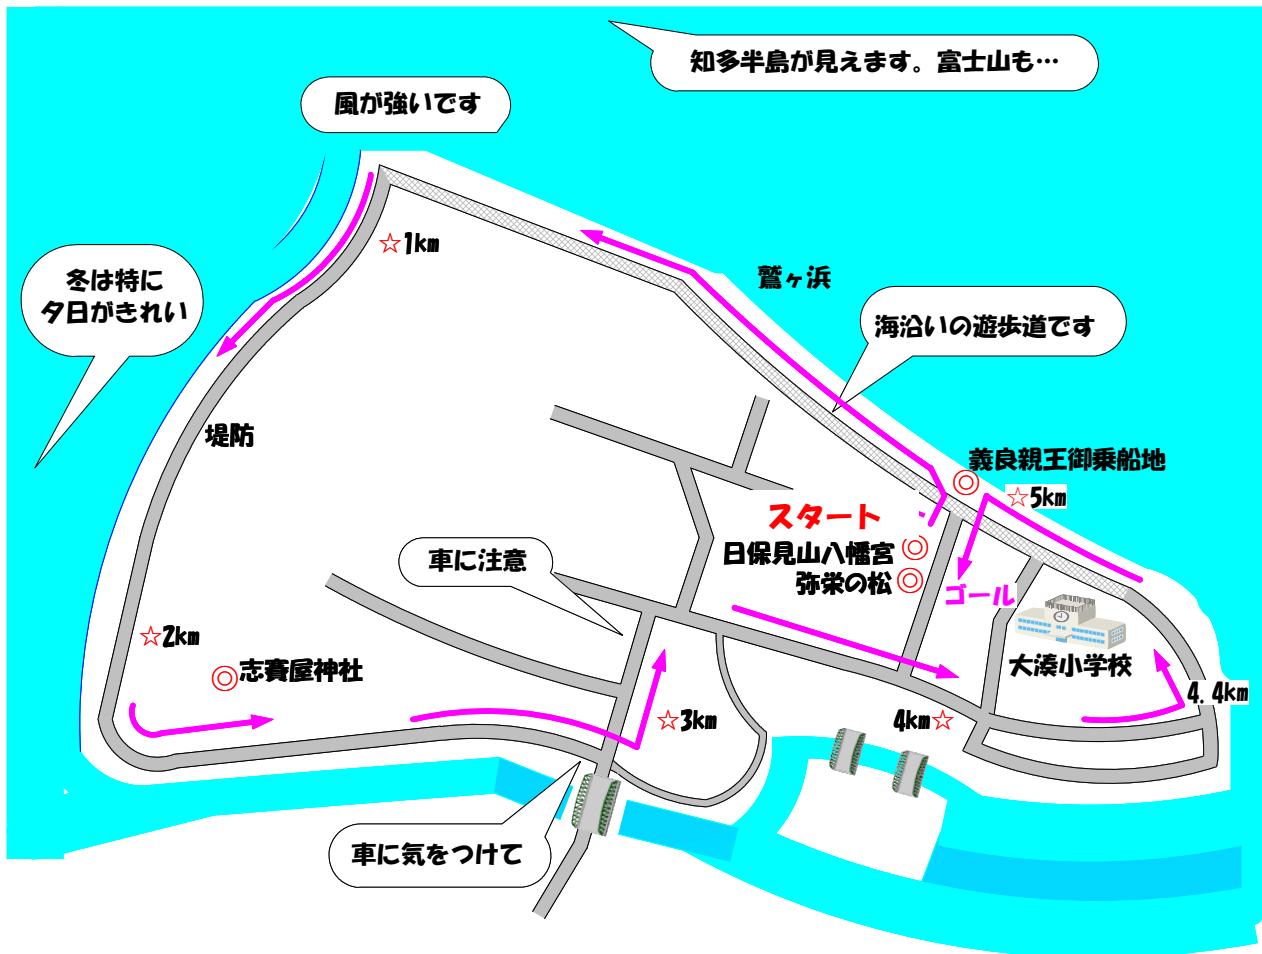 知多半島が見えます。富士山も…
風が強いです
☆1km
冬は特に
夕日がきれい
鷲ヶ浜
海沿いの遊歩道です
堤防
義良親王御乗船地
☆5km
スタート
日保見山八幡宮
弥栄の松
車に注意
ゴール
☆2km
志賽屋神社
大湊小学校
4.4km
☆3km
4km☆
車に気をつけて